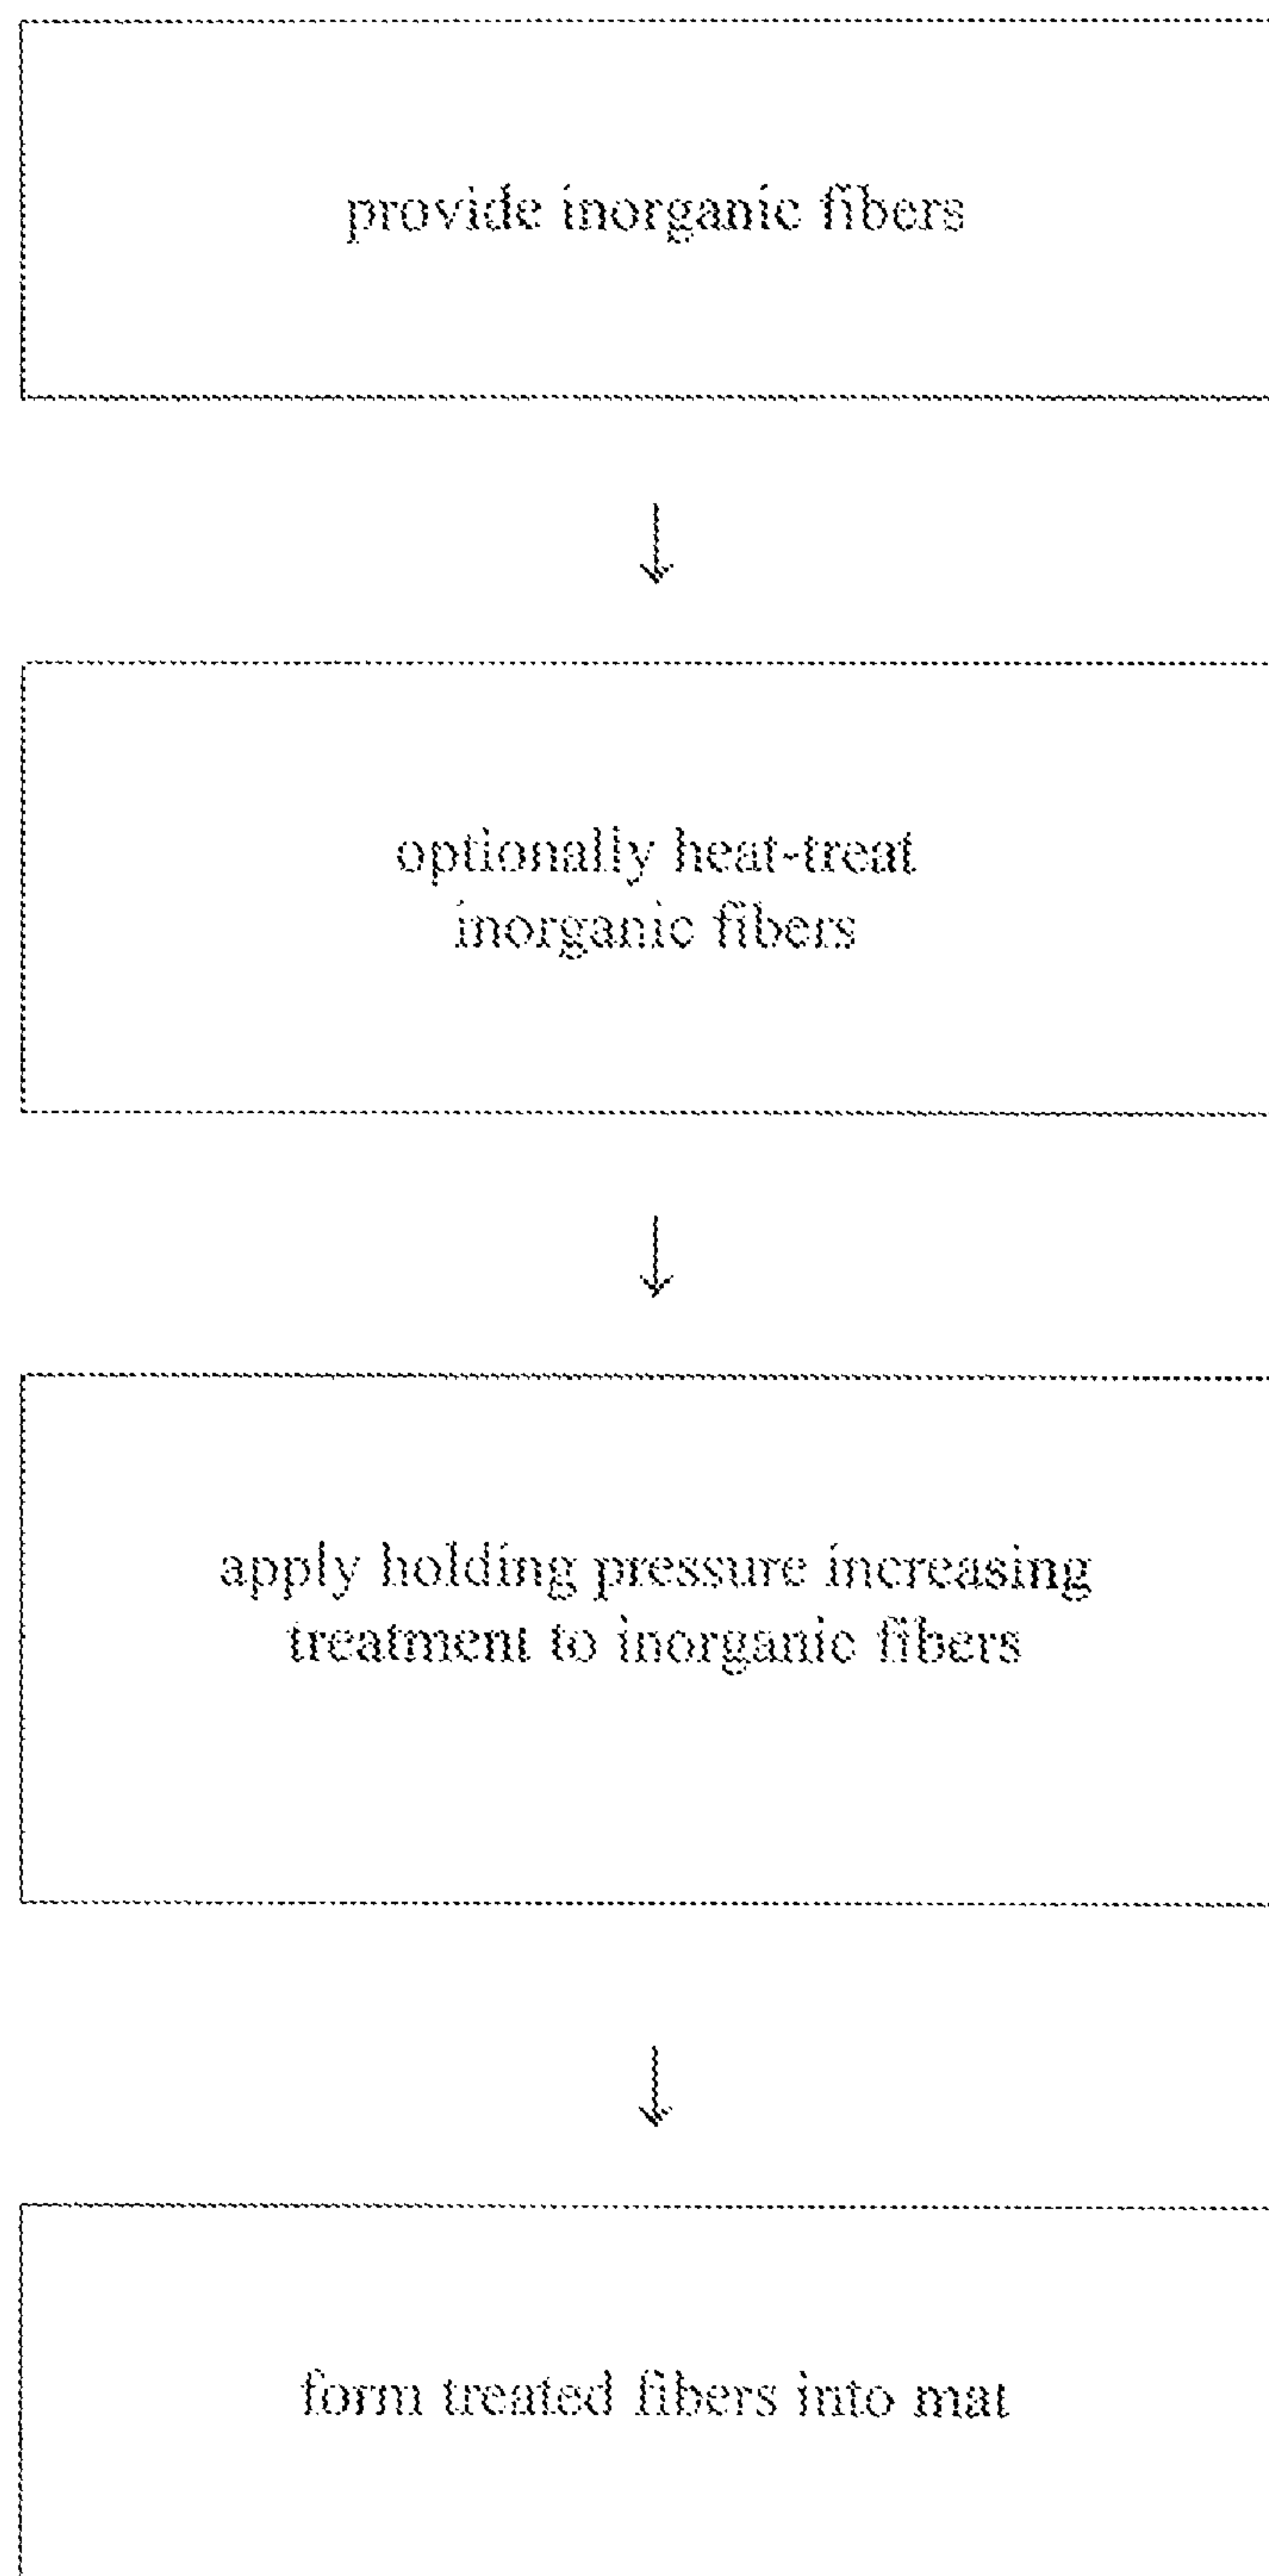 provide inorganic fibers
optionally heat-treat
inorganic fibers
apply holding pressure increasing
treatment to inorganic fibers
form treated fibers into mat